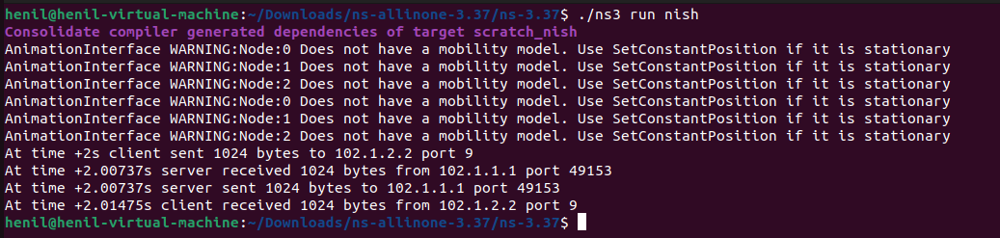 henil@henil-virtual-machine:~/Downloads/ns-allinone-3.37/ns-3.37$ ./ns3 run nish
Consolidate compiler generated dependencies of target scratch_nish
AnimationInterface WARNING:Node:0 Does not have a mobility model. Use SetConstantPosition if it is stationary
AnimationInterface WARNING:Node:1 Does not have a mobility model. Use SetConstantPosition if it is stationary
AnimationInterface WARNING:Node:2 Does not have a mobility model. Use SetConstantPosition if it is stationary
AnimationInterface WARNING:Node:0 Does not have a mobility model. Use SetConstantPosition if it is stationary
AnimationInterface WARNING:Node:1 Does not have a mobility model. Use SetConstantPosition if it is stationary
AnimationInterface WARNING:Node:2 Does not have a mobility model. Use SetConstantPosition if it is stationary
At time +2s client sent 1024 bytes to 102.1.2.2 port 9
At time +2.00737s server received 1024 bytes from 102.1.1.1 port 49153
At time +2.00737s server sent 1024 bytes to 102.1.1.1 port 49153
At time +2.01475s client received 1024 bytes from 102.1.2.2 port 9
henil@henil-virtual-machine:~/Downloads/ns-allinone-3.37/ns-3.37$